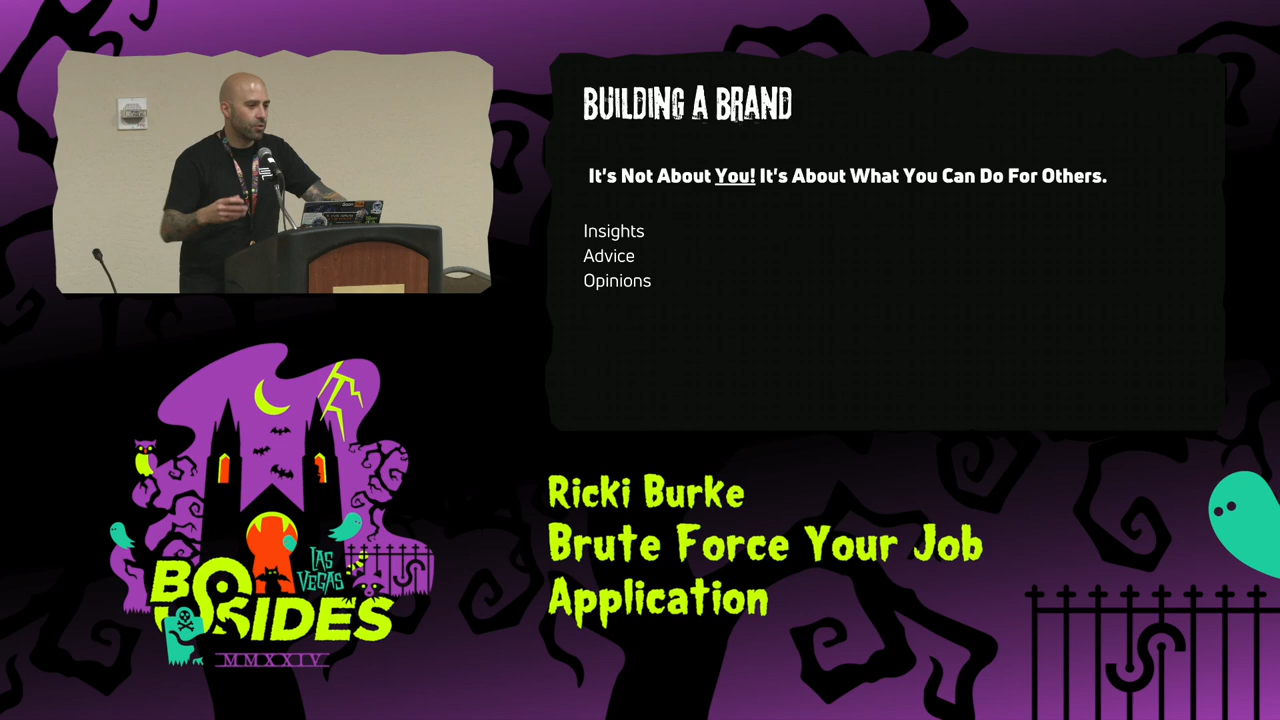 BUILDING A BRAND
It's Not About You! It's About What You Can Do For Others.
Insights
Advice
Opinions
LAS
VEGAS
BSIDES
MMXXIV
Ricki Burke
Brute Force Your Job
Application